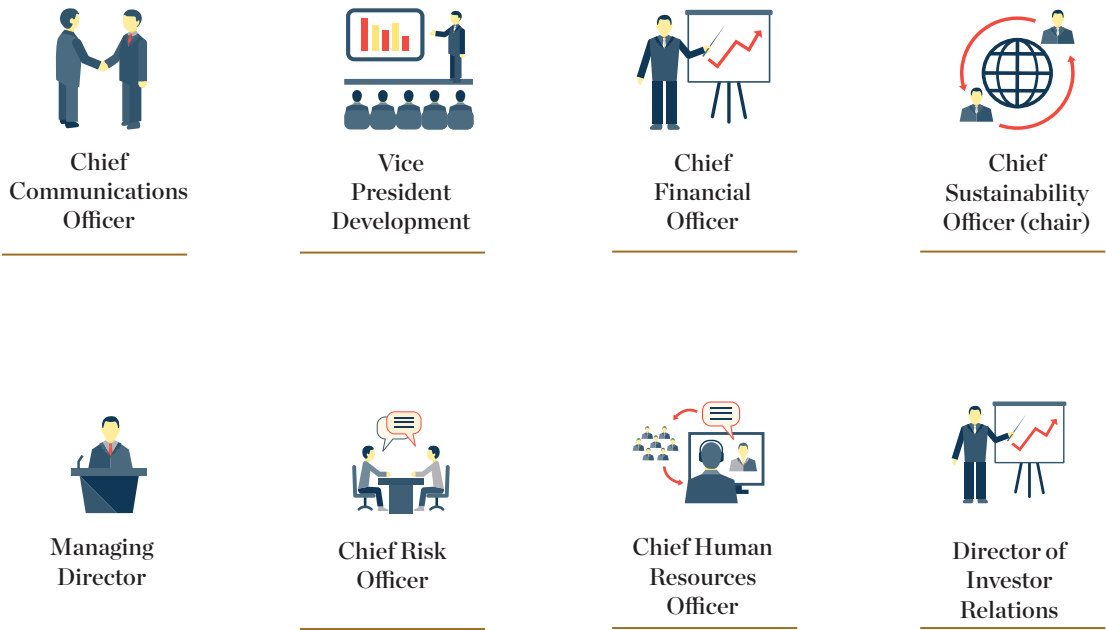 Chief
Communications
Officer
Vice
President
Development
Chief
Financial
Officer
Chief
Sustainability
Officer (chair)
Managing
Director
Chief Risk
Officer
Chief Human
Resources
Officer
Director of
Investor
Relations